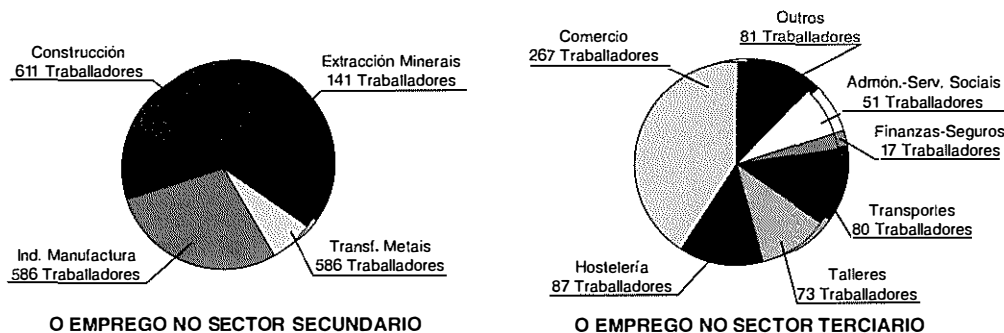 Construcción
611 Traballadores
Extracción Minerais
141 Traballadores
Ind. Manufactura
586 Traballadores
Transf. Metais
586 Traballadores
O EMPREGO NO SECTOR SECUNDARIO
Outros
81 Traballadores
Comercio
267 Traballadores
Admón.-Serv. Sociais
51 Traballadores
Finanzas-Seguros
17 Traballadores
Transportes
80 Traballadores
Talleres
73 Traballadores
Hostelería
87 Traballadores
O EMPREGO NO SECTOR TERCIARIO